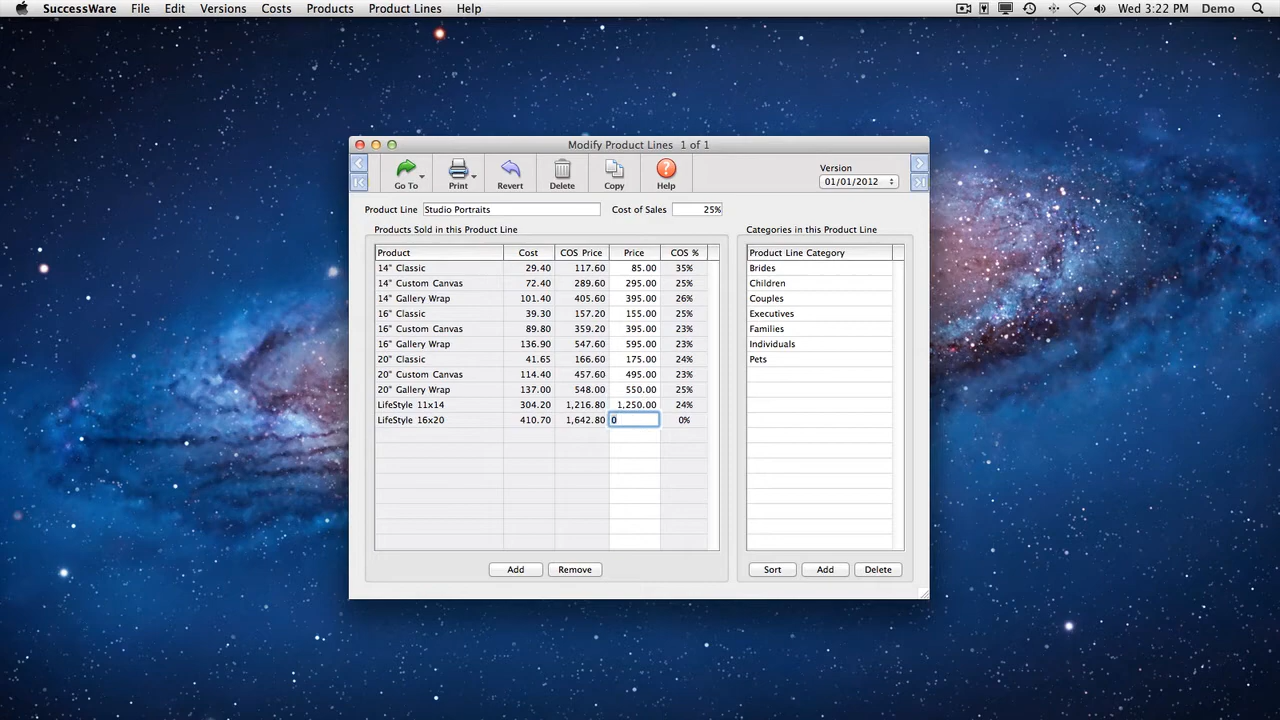 SuccessWare File Edit Versions Costs Products Product Lines Help Wed 3:22 PM Demo
Modify Product Lines 1 of 1
Go To Print Revert Delete Copy Help
Version
01/01/2012
Product Line Studio Portraits Cost of Sales 25%
Products Sold in this Product Line
Product Cost COS Price Price COS %
14" Classic 29.40 117.60 85.00 35%
14" Custom Canvas 72.40 289.60 295.00 25%
14" Gallery Wrap 101.40 405.60 395.00 26%
16" Classic 39.30 157.20 155.00 25%
16" Custom Canvas 89.80 359.20 395.00 23%
16" Gallery Wrap 136.90 547.60 595.00 23%
20" Classic 41.65 166.60 175.00 24%
20" Custom Canvas 114.40 457.60 495.00 23%
20" Gallery Wrap 137.00 548.00 550.00 25%
LifeStyle 11x14 304.20 1,216.80 1,250.00 24%
LifeStyle 16x20 410.70 1,642.80 0 0%
Add Remove
Categories in this Product Line
Product Line Category
Brides
Children
Couples
Executives
Families
Individuals
Pets
Sort Add Delete